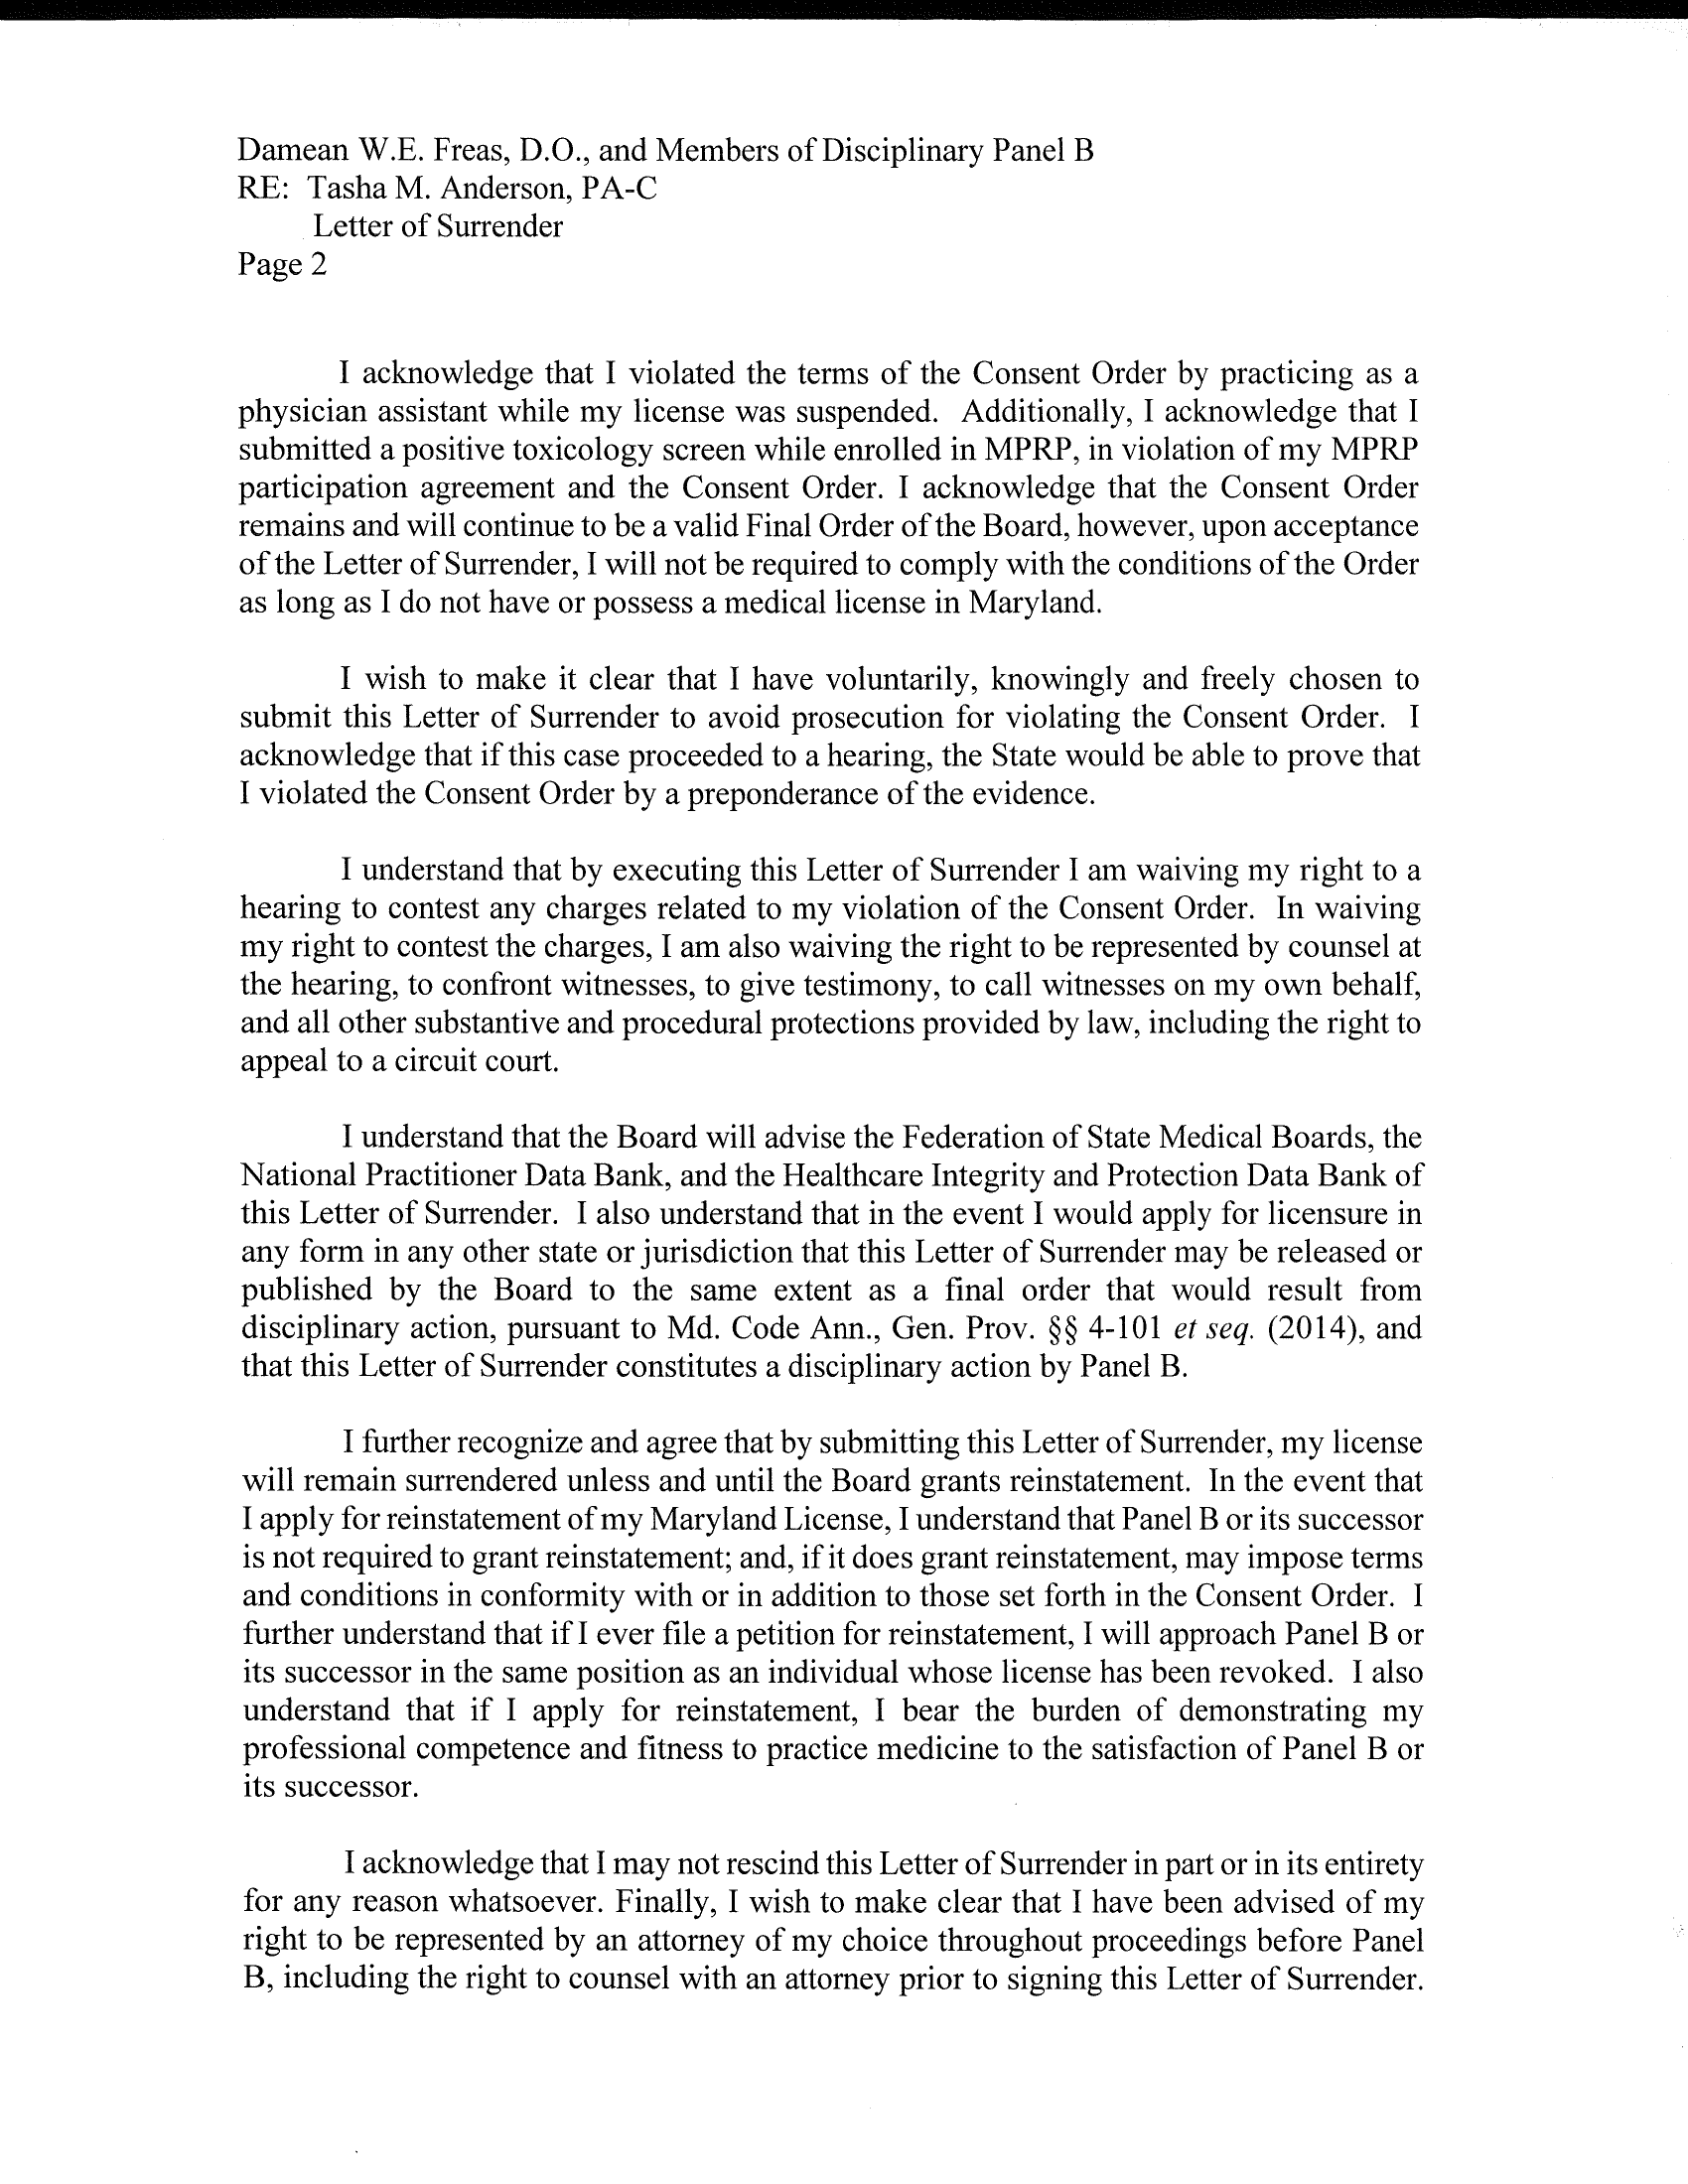 Damean W.E. Freas, D.O., and Members of Disciplinary Panel B
RE: Tasha M. Anderson, PA-C
Letter of Surrender
Page 2
I acknowledge that I violated the terms of the Consent Order by practicing as a
physician assistant while my license was suspended. Additionally, I acknowledge that I
submitted a positive toxicology screen while enrolled in MPRP, in violation of my MPRP
participation agreement and the Consent Order. I acknowledge that the Consent Order
remains and will continue to be a valid Final Order of the Board, however, upon acceptance
of the Letter of Surrender, I will not be required to comply with the conditions of the Order
as long as I do not have or possess a medical license in Maryland.
I wish to make it clear that I have voluntarily, knowingly and freely chosen to
submit this Letter of Surrender to avoid prosecution for violating the Consent Order. I
acknowledge that if this case proceeded to a hearing, the State would be able to prove that
I violated the Consent Order by a preponderance of the evidence.
I understand that by executing this Letter of Surrender I am waiving my right to a
hearing to contest any charges related to my violation of the Consent Order. In waiving
my right to contest the charges, I am also waiving the right to be represented by counsel at
the hearing, to confront witnesses, to give testimony, to call witnesses on my own behalf,
and all other substantive and procedural protections provided by law, including the right to
appeal to a circuit court.
I understand that the Board will advise the Federation of State Medical Boards, the
National Practitioner Data Bank, and the Healthcare Integrity and Protection Data Bank of
this Letter of Surrender. I also understand that in the event I would apply for licensure in
any form in any other state or jurisdiction that this Letter of Surrender may be released or
published by the Board to the same extent as a final order that would result from
disciplinary action, pursuant to Md. Code Ann., Gen. Prov. §§ 4-101 et seq. (2014), and
that this Letter of Surrender constitutes a disciplinary action by Panel B.
I further recognize and agree that by submitting this Letter of Surrender, my license
will remain surrendered unless and until the Board grants reinstatement. In the event that
I apply for reinstatement of my Maryland License, I understand that Panel B or its successor
is not required to grant reinstatement; and, if it does grant reinstatement, may impose terms
and conditions in conformity with or in addition to those set forth in the Consent Order. I
further understand that if I ever file a petition for reinstatement, I will approach Panel B or
its successor in the same position as an individual whose license has been revoked. I also
understand that if I apply for reinstatement, I bear the burden of demonstrating my
professional competence and fitness to practice medicine to the satisfaction of Panel B or
its successor.
I acknowledge that I may not rescind this Letter of Surrender in part or in its entirety
for any reason whatsoever. Finally, I wish to make clear that I have been advised of my
right to be represented by an attorney of my choice throughout proceedings before Panel
B, including the right to counsel with an attorney prior to signing this Letter of Surrender.